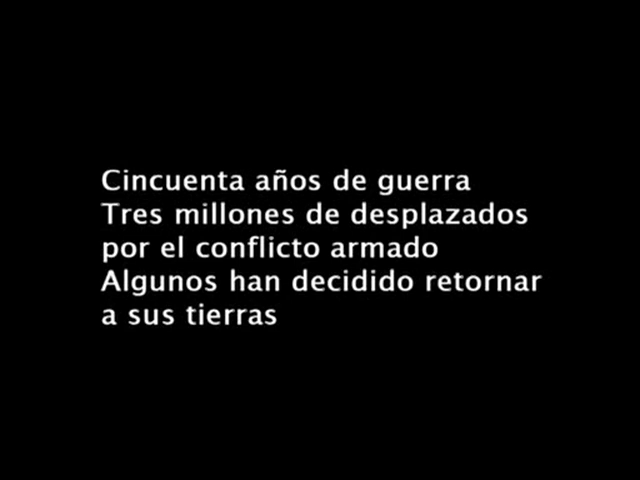 Cincuenta años de guerra
Tres millones de desplazados
por el conflicto armado
Algunos han decidido retornar
a sus tierras